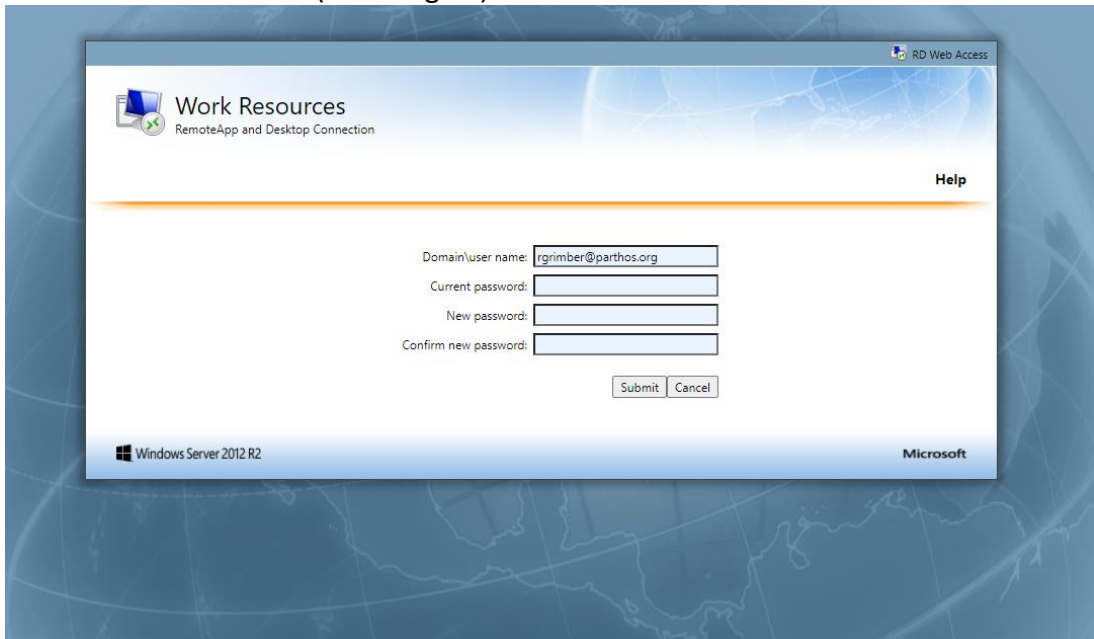 RD Web Access
Work Resources
RemoteApp and Desktop Connection
Help
Domain\user name: rgrimber@parthos.org
Current password:
New password:
Confirm new password:
Submit Cancel
Windows Server 2012 R2 Microsoft